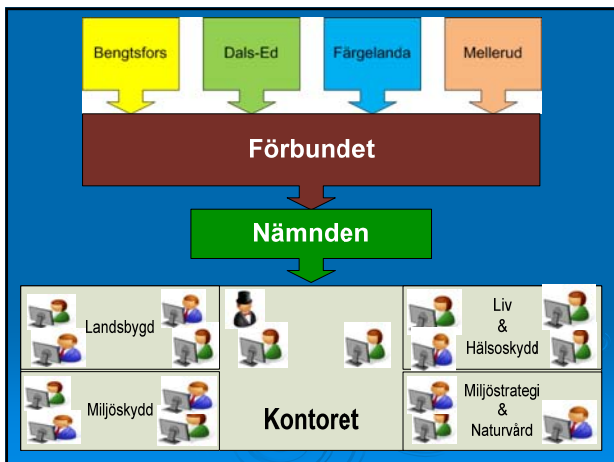 Bengtsfors
Dals-Ed
Färgelanda
Mellerud
Förbundet
Nämnden
Landsbygd
Liv
&
Hälsoskydd
Miljöskydd
Kontoret
Miljöstrategi
&
Naturvård